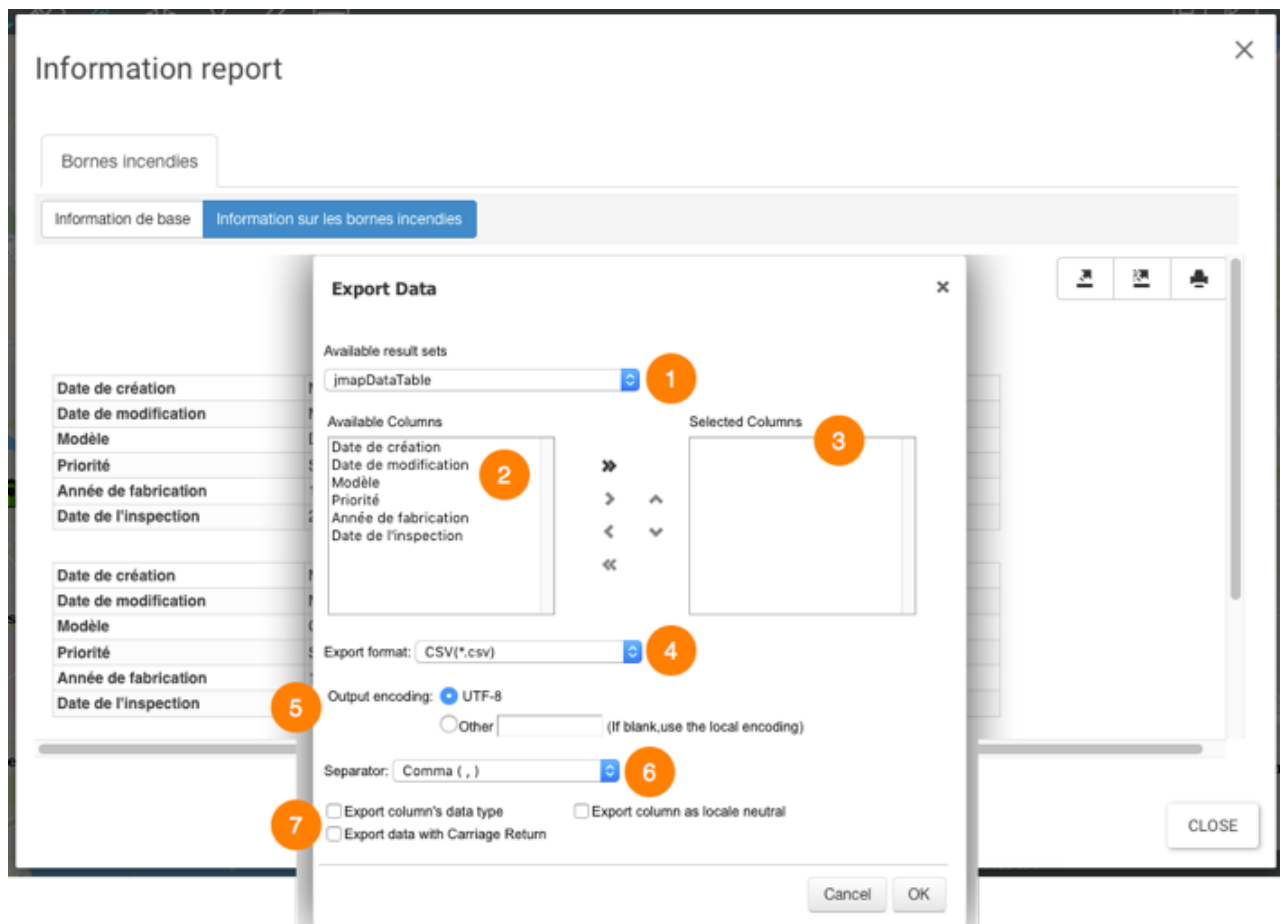 Information report
Bornes incendies
Information de base Information sur les bornes incendies
Export Data
Available result sets
jmapDataTable 1
Available Columns Selected Columns
Date de création
Date de modification
Modèle
Priorité
Année de fabrication
Date de l'inspection
2
3
Export format: CSV(*.csv) 4
5 Output encoding: UTF-8
Other (If blank,use the local encoding)
Separator: Comma ( , ) 6
7 Export column's data type Export column as locale neutral
Export data with Carriage Return
Cancel OK
Date de création
Date de modification
Modèle
Priorité
Année de fabrication
Date de l'inspection
Date de création
Date de modification
Modèle
Priorité
Année de fabrication
Date de l'inspection
CLOSE